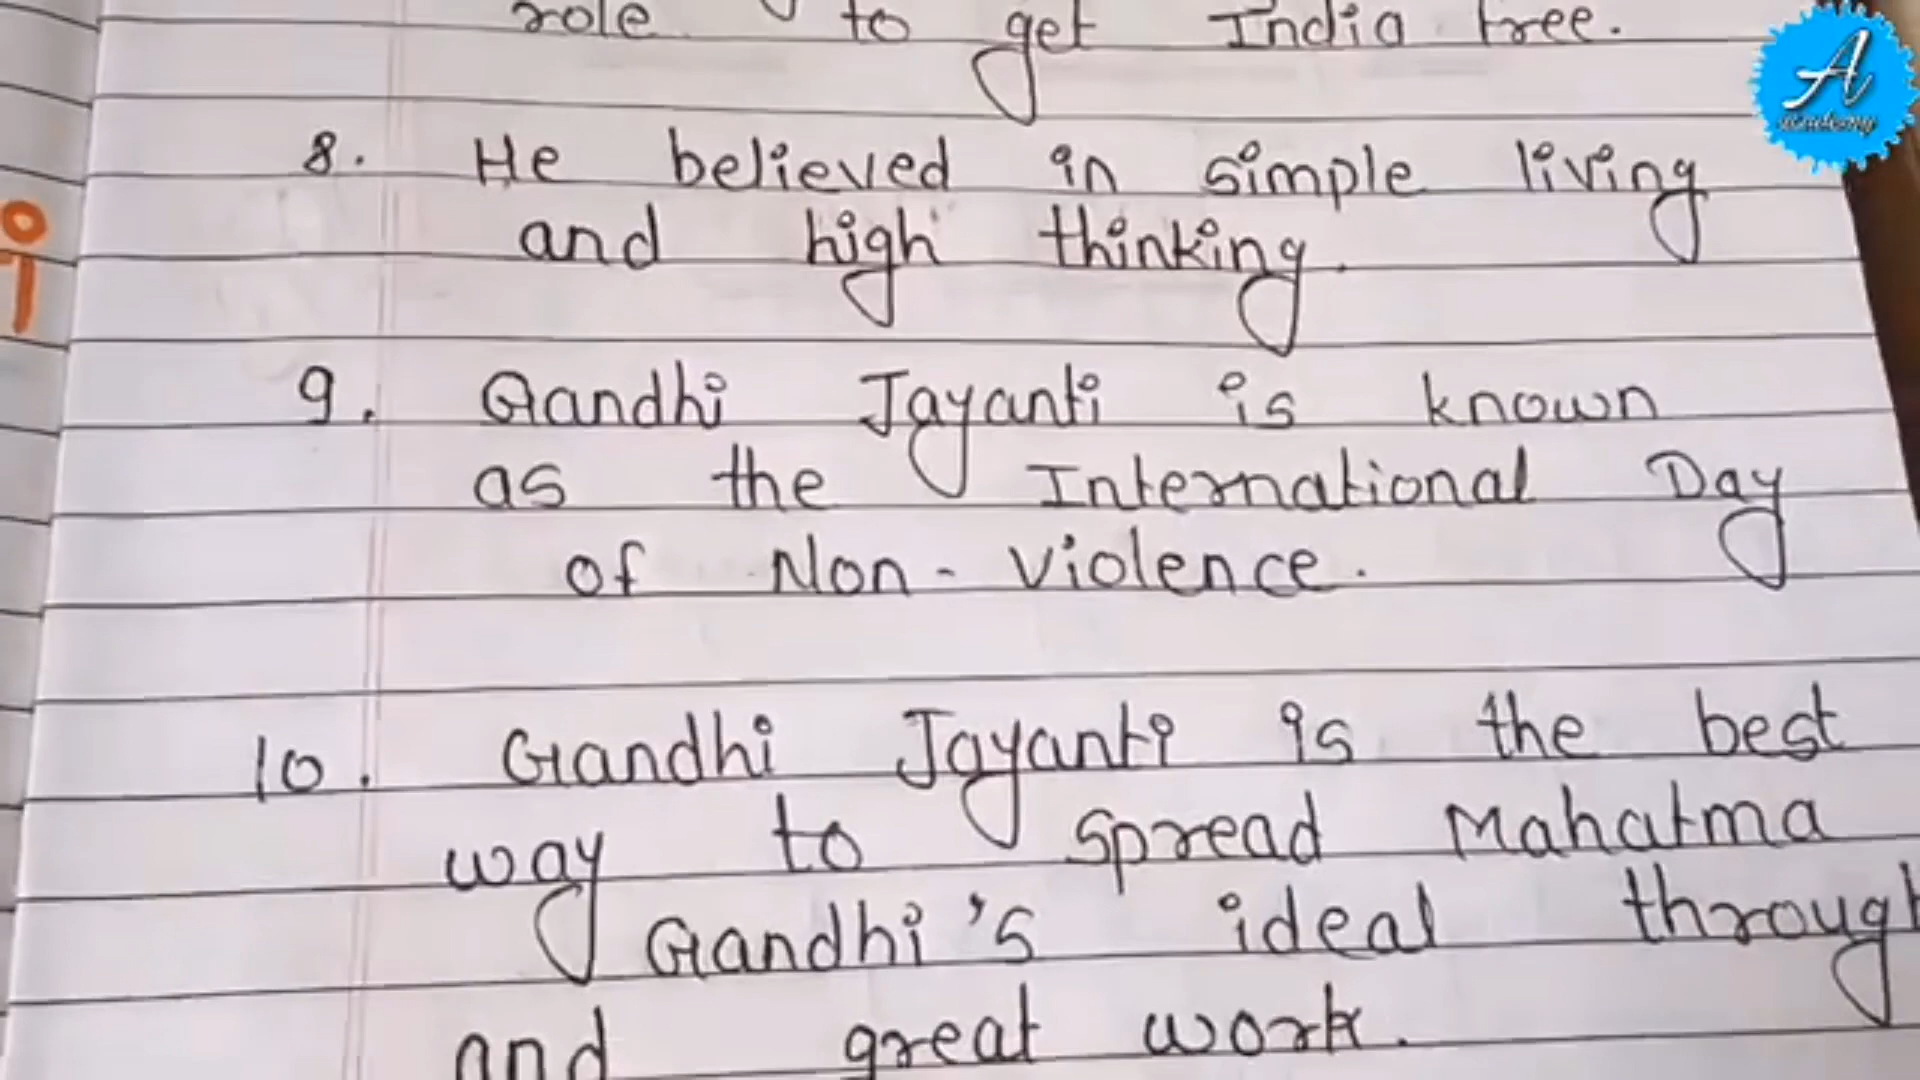 role to get India free.
8. He believed in simple living
and high thinking.
9. Gandhi Jayanti is known
as the International Day
of Non-violence.
10. Gandhi Jayanti is the best
way to spread Mahatma
Gandhi's ideal through
and great work.
A
academy